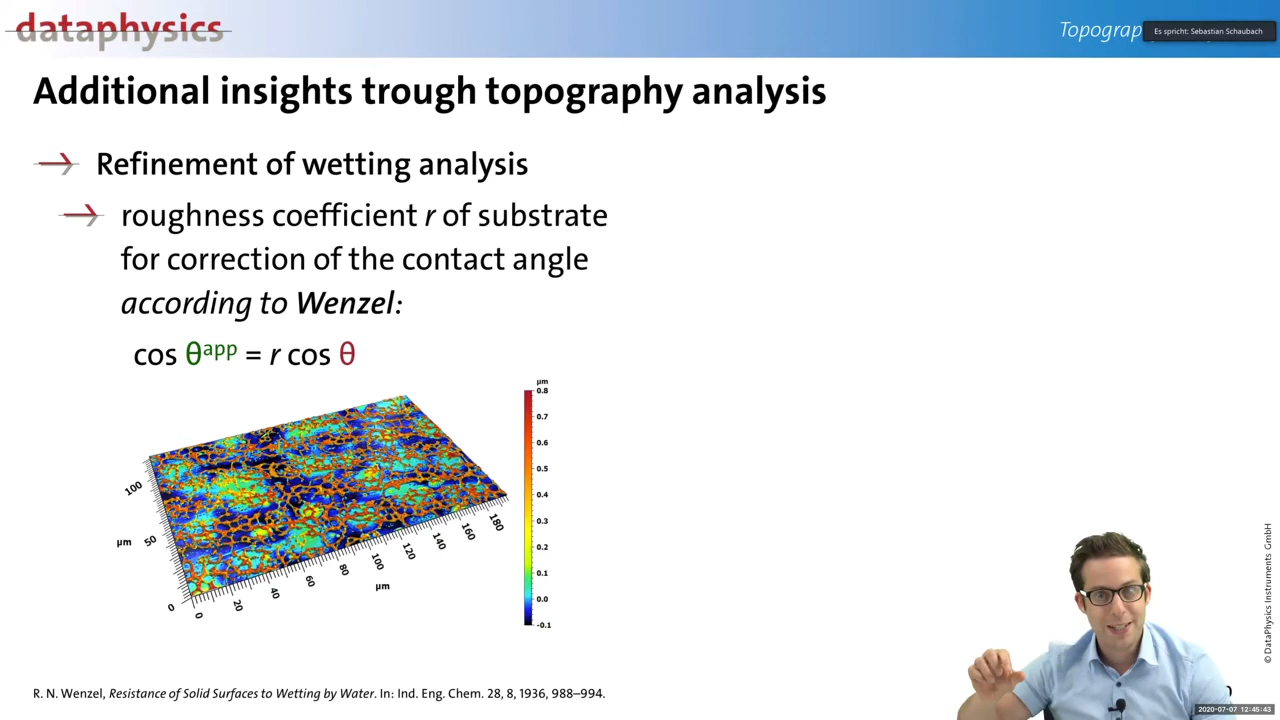 dataphysics
Es spricht: Sebastian Schaubach
Additional insights trough topography analysis
Refinement of wetting analysis
roughness coefficient r of substrate
for correction of the contact angle
according to Wenzel:
cos θᵃᵖᵖ = r cos θ
µm
0.8
0.7
0.6
0.5
0.4
0.3
0.2
0.1
0.0
-0.1
100
µm 50
0
0 20 40 60 80 100 120 140 160 180
µm
© DataPhysics Instruments GmbH
R. N. Wenzel, Resistance of Solid Surfaces to Wetting by Water. In: Ind. Eng. Chem. 28, 8, 1936, 988–994.
2020-07-07 12:45:43